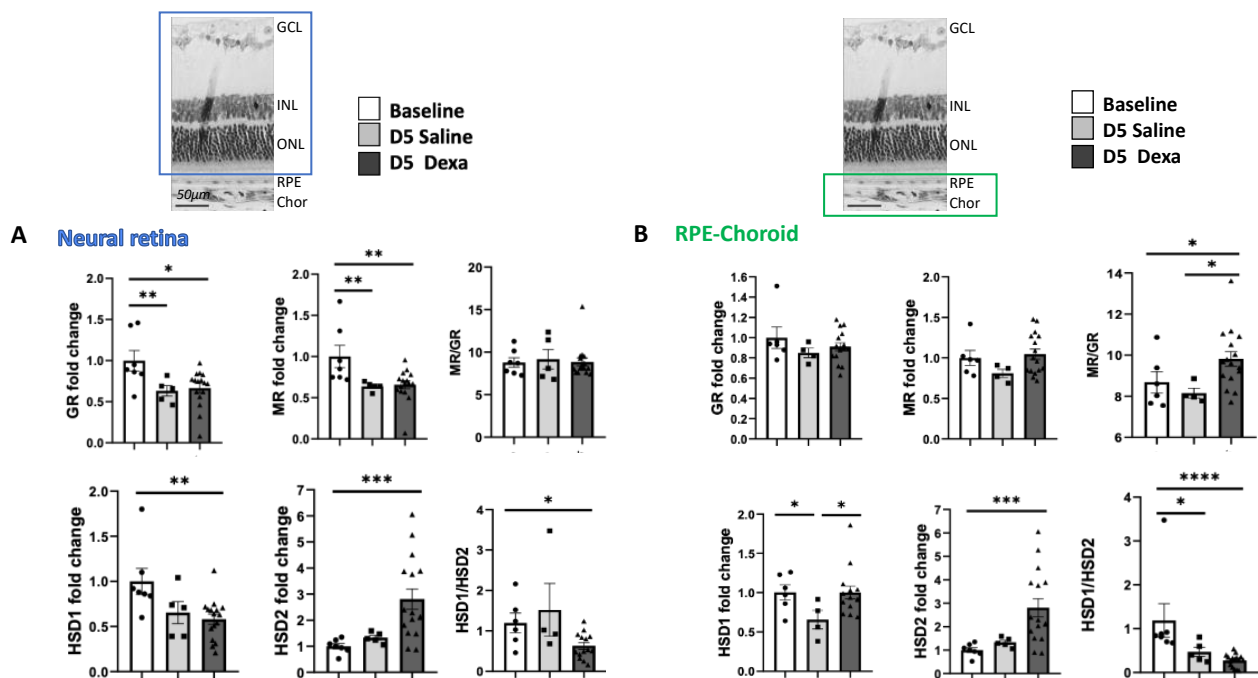 GCL
INL
ONL
RPE
Chor
50µm
Baseline
D5 Saline
D5 Dexa
GCL
INL
ONL
RPE
Chor
Baseline
D5 Saline
D5 Dexa
A Neural retina
GR fold change
2.0
1.5
1.0
0.5
0.0
*
**
MR fold change
2.0
1.5
1.0
0.5
0.0
**
**
MR/GR
20
15
10
5
0
HSD1 fold change
2.0
1.5
1.0
0.5
0.0
**
HSD2 fold change
7
6
5
4
3
2
1
0
***
HSD1/HSD2
4
3
2
1
0
*
B RPE-Choroid
GR fold change
1.6
1.4
1.2
1.0
0.8
0.6
0.4
0.2
0.0
MR fold change
2.0
1.5
1.0
0.5
0.0
MR/GR
14
12
10
8
6
*
*
HSD1 fold change
2.0
1.5
1.0
0.5
0.0
*
*
HSD2 fold change
7
6
5
4
3
2
1
0
***
HSD1/HSD2
4
3
2
1
0
****
*